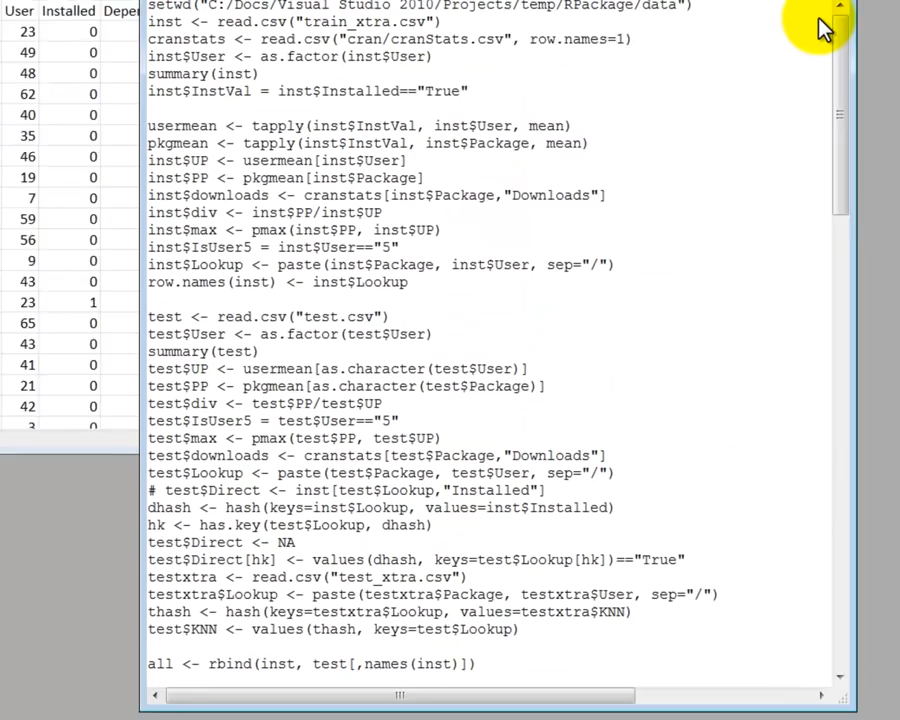 User Installed Deper
23 0
49 0
48 0
62 0
40 0
35 0
46 0
19 0
7 0
59 0
56 0
9 0
43 0
23 1
65 0
43 0
41 0
21 0
42 0
3 0
setwd("C:/Docs/Visual Studio 2010/Projects/temp/RPackage/data")
inst <- read.csv("train_xtra.csv")
cranstats <- read.csv("cran/cranStats.csv", row.names=1)
inst$User <- as.factor(inst$User)
summary(inst)
inst$InstVal = inst$Installed=="True"
usermean <- tapply(inst$InstVal, inst$User, mean)
pkgmean <- tapply(inst$InstVal, inst$Package, mean)
inst$UP <- usermean[inst$User]
inst$PP <- pkgmean[inst$Package]
inst$downloads <- cranstats[inst$Package,"Downloads"]
inst$div <- inst$PP/inst$UP
inst$max <- pmax(inst$PP, inst$UP)
inst$IsUser5 = inst$User=="5"
inst$Lookup <- paste(inst$Package, inst$User, sep="/")
row.names(inst) <- inst$Lookup
test <- read.csv("test.csv")
test$User <- as.factor(test$User)
summary(test)
test$UP <- usermean[as.character(test$User)]
test$PP <- pkgmean[as.character(test$Package)]
test$div <- test$PP/test$UP
test$IsUser5 = test$User=="5"
test$max <- pmax(test$PP, test$UP)
test$downloads <- cranstats[test$Package,"Downloads"]
test$Lookup <- paste(test$Package, test$User, sep="/")
# test$Direct <- inst[test$Lookup,"Installed"]
dhash <- hash(keys=inst$Lookup, values=inst$Installed)
hk <- has.key(test$Lookup, dhash)
test$Direct <- NA
test$Direct[hk] <- values(dhash, keys=test$Lookup[hk])=="True"
testxtra <- read.csv("test_xtra.csv")
testxtra$Lookup <- paste(testxtra$Package, testxtra$User, sep="/")
thash <- hash(keys=testxtra$Lookup, values=testxtra$KNN)
test$KNN <- values(thash, keys=test$Lookup)
all <- rbind(inst, test[,names(inst)])